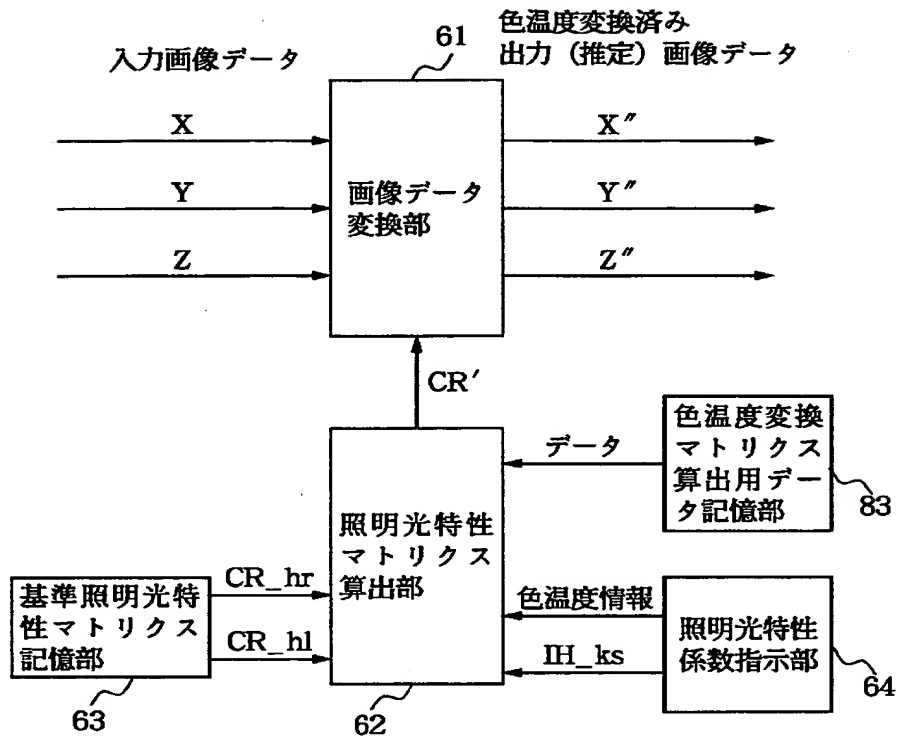 色温度変換済み
61
入力画像データ
出力（推定）画像データ
X
X″
Y
画像データ
変換部
Y″
Z
Z″
CR′
色温度変換
マトリクス
算出用デー
タ記憶部
データ
83
照明光特性
マトリクス
算出部
基準照明光特
性マトリクス
記憶部
CR_hr
CR_hl
色温度情報
IH_ks
照明光特性
係数指示部
63
62
64